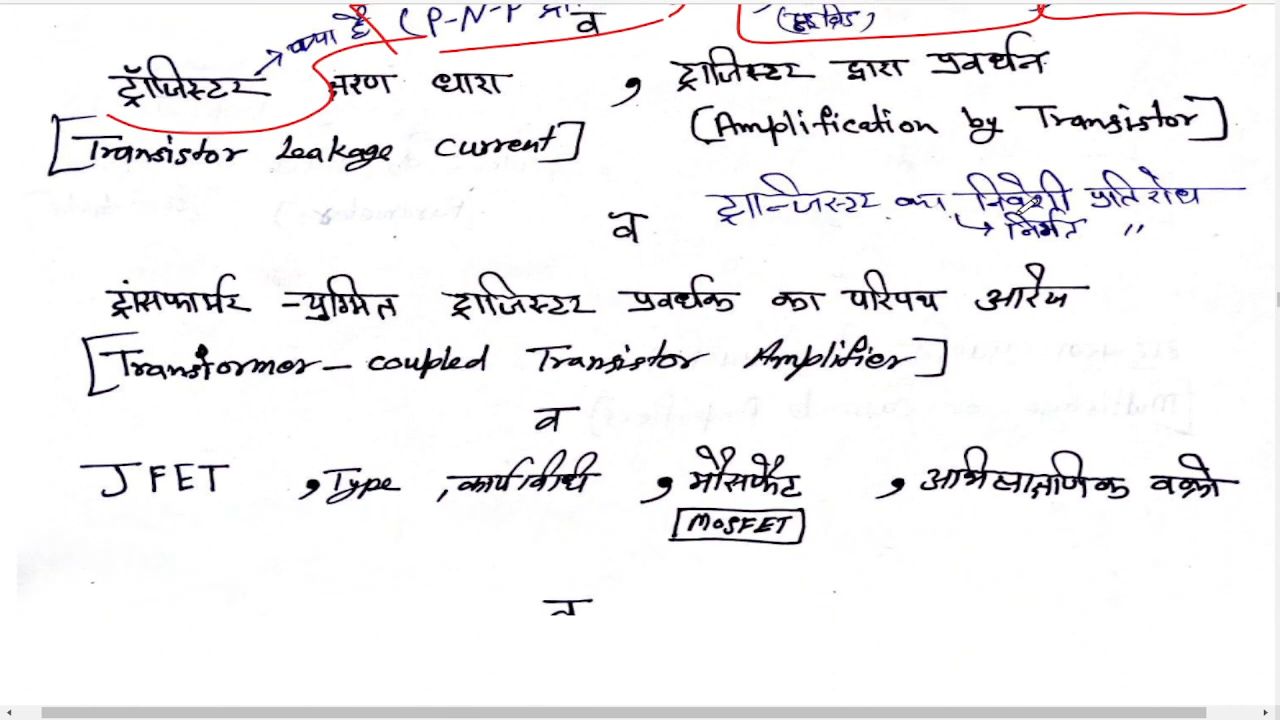 क्या है (P-N-P
व
ट्रॉंजिस्टर क्षरण धारा , ट्रांजिस्टर द्वारा प्रवर्धन
[Transistor Leakage current] (Amplification by Transistor]
ट्रान्जिस्टर का निवेशी प्रतिरोध
↳ निर्गत "
व
ट्रांसफार्मर -युग्मित ट्रांजिस्टर प्रवर्धक का परिपथ आरेख
[Transformer - coupled Transistor Amplifier]
व
JFET , Type , कार्यविधी , मौसफैट , अभिलाक्षणिक वक्रो
MOSFET
व